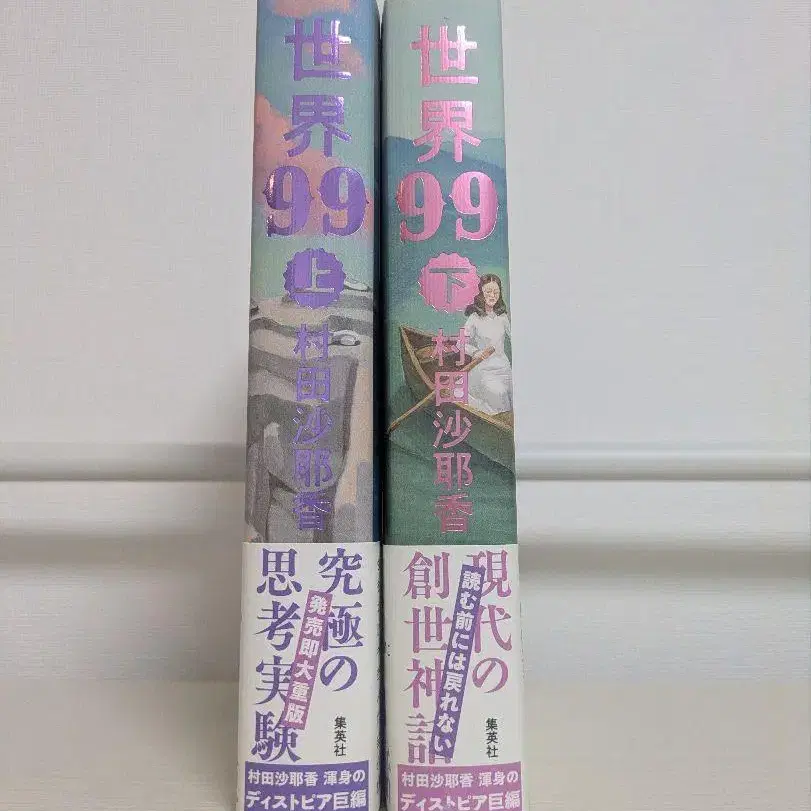 世界
99
上
村田沙耶香
究極の
思考実験
発売即大重版
集英社
村田沙耶香 渾身の
ディストピア巨編
世界
99
下
村田沙耶香
現代の
創世神話
読む前には戻れない
集英社
村田沙耶香 渾身の
ディストピア巨編